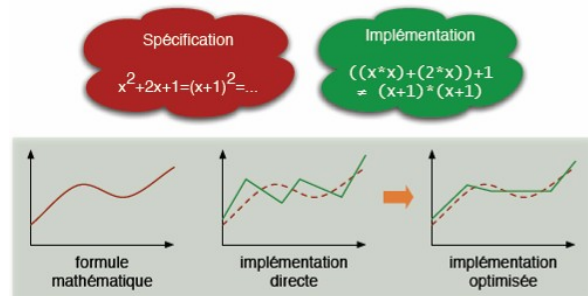 Spécification
x²+2x+1=(x+1)²=...
Implémentation
((x*x)+(2*x))+1
≠ (x+1)*(x+1)
formule
mathématique
implémentation
directe
implémentation
optimisée